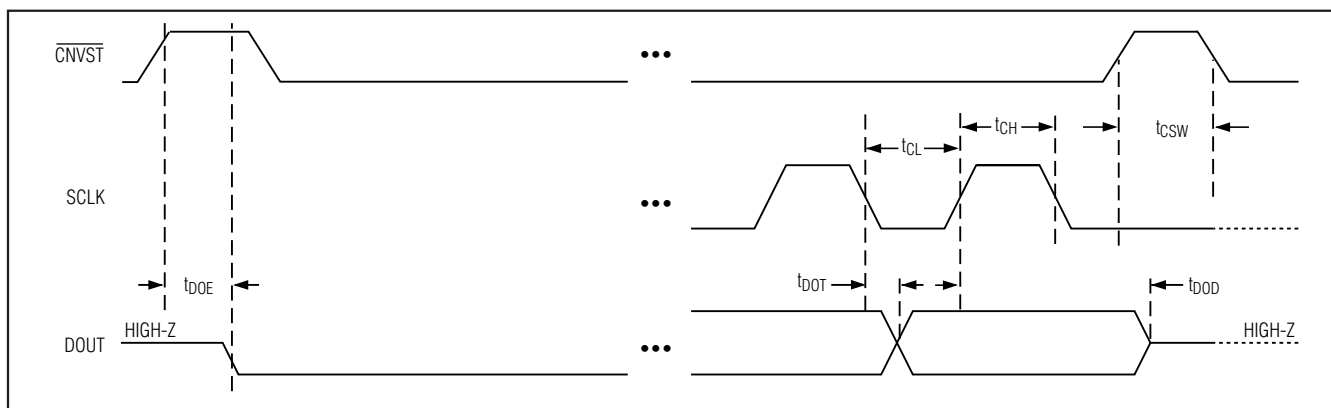 CNVST
•••
tCH
tCSW
tCL
SCLK
•••
tDOE
tDOT
tDOD
HIGH-Z
HIGH-Z
DOUT
•••